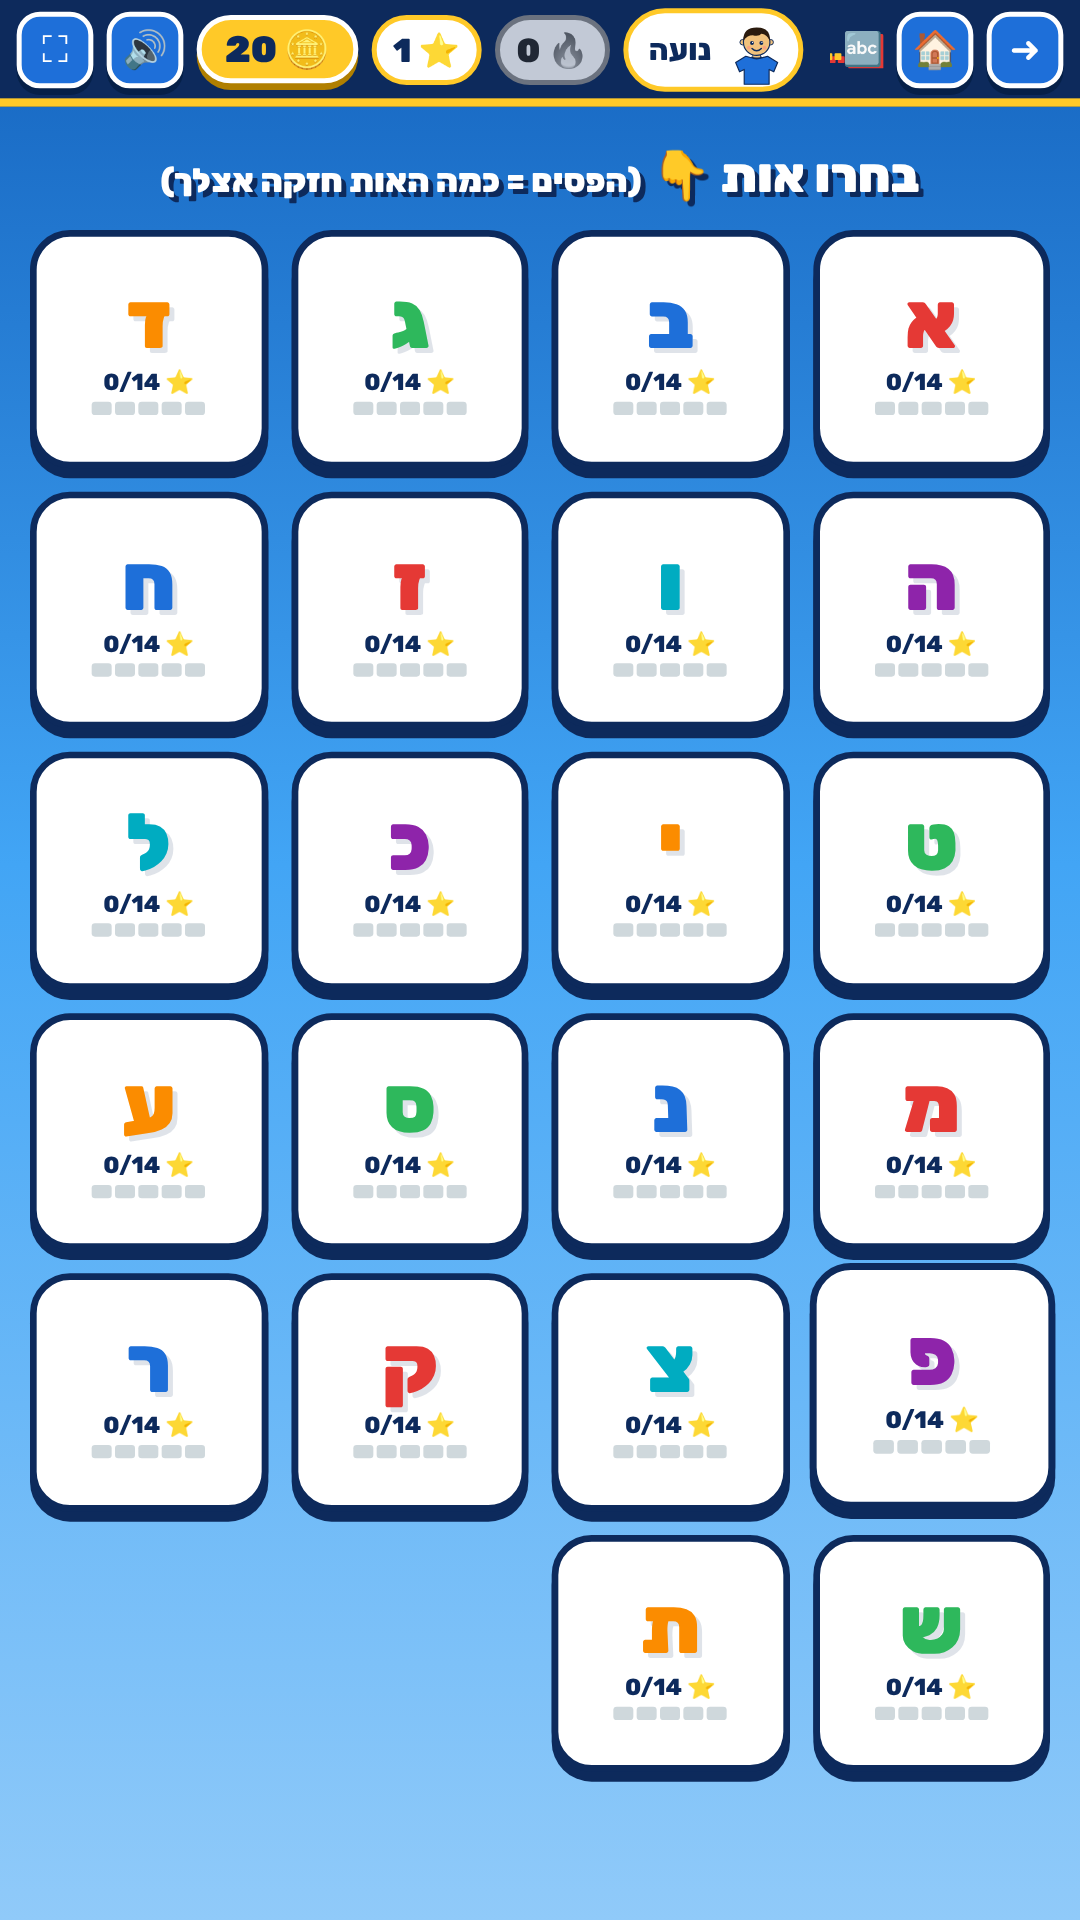 abc נועה 0 1 20
בחרו אות (הפסים = כמה האות חזקה אצלך)
א ב ג ד
0/14 0/14 0/14 0/14
ה ו ז ח
0/14 0/14 0/14 0/14
ט י כ ל
0/14 0/14 0/14 0/14
מ נ ס ע
0/14 0/14 0/14 0/14
פ צ ק ר
0/14 0/14 0/14 0/14
ש ת
0/14 0/14